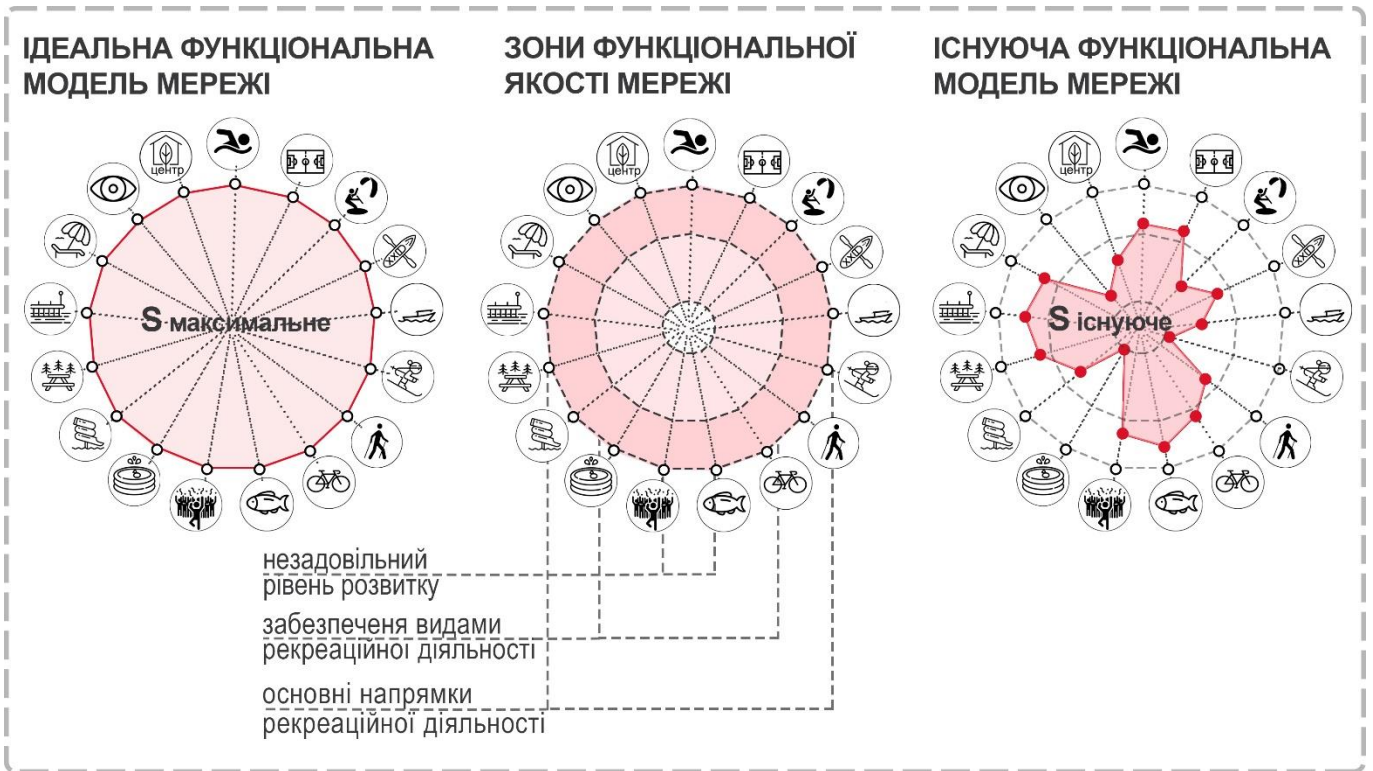 ІДЕАЛЬНА ФУНКЦІОНАЛЬНА
МОДЕЛЬ МЕРЕЖІ
ЗОНИ ФУНКЦІОНАЛЬНОЇ
ЯКОСТІ МЕРЕЖІ
ІСНУЮЧА ФУНКЦІОНАЛЬНА
МОДЕЛЬ МЕРЕЖІ
центр
центр
центр
S максимальне
S існуюче
незадовільний
рівень розвитку
забезпеченя видами
рекреаційної діяльності
основні напрямки
рекреаційної діяльності